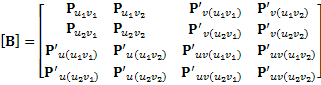 [B] = [ P_{u₁v₁} P_{u₁v₂} P'_{v(u₁v₁)} P'_{v(u₁v₂)}
P_{u₂v₁} P_{u₂v₂} P'_{v(u₂v₁)} P'_{v(u₂v₂)}
P'_{u(u₁v₁)} P'_{u(u₁v₂)} P'_{uv(u₁v₁)} P'_{uv(u₁v₂)}
P'_{u(u₂v₁)} P'_{u(u₂v₂)} P'_{uv(u₂v₁)} P'_{uv(u₂v₂)} ]